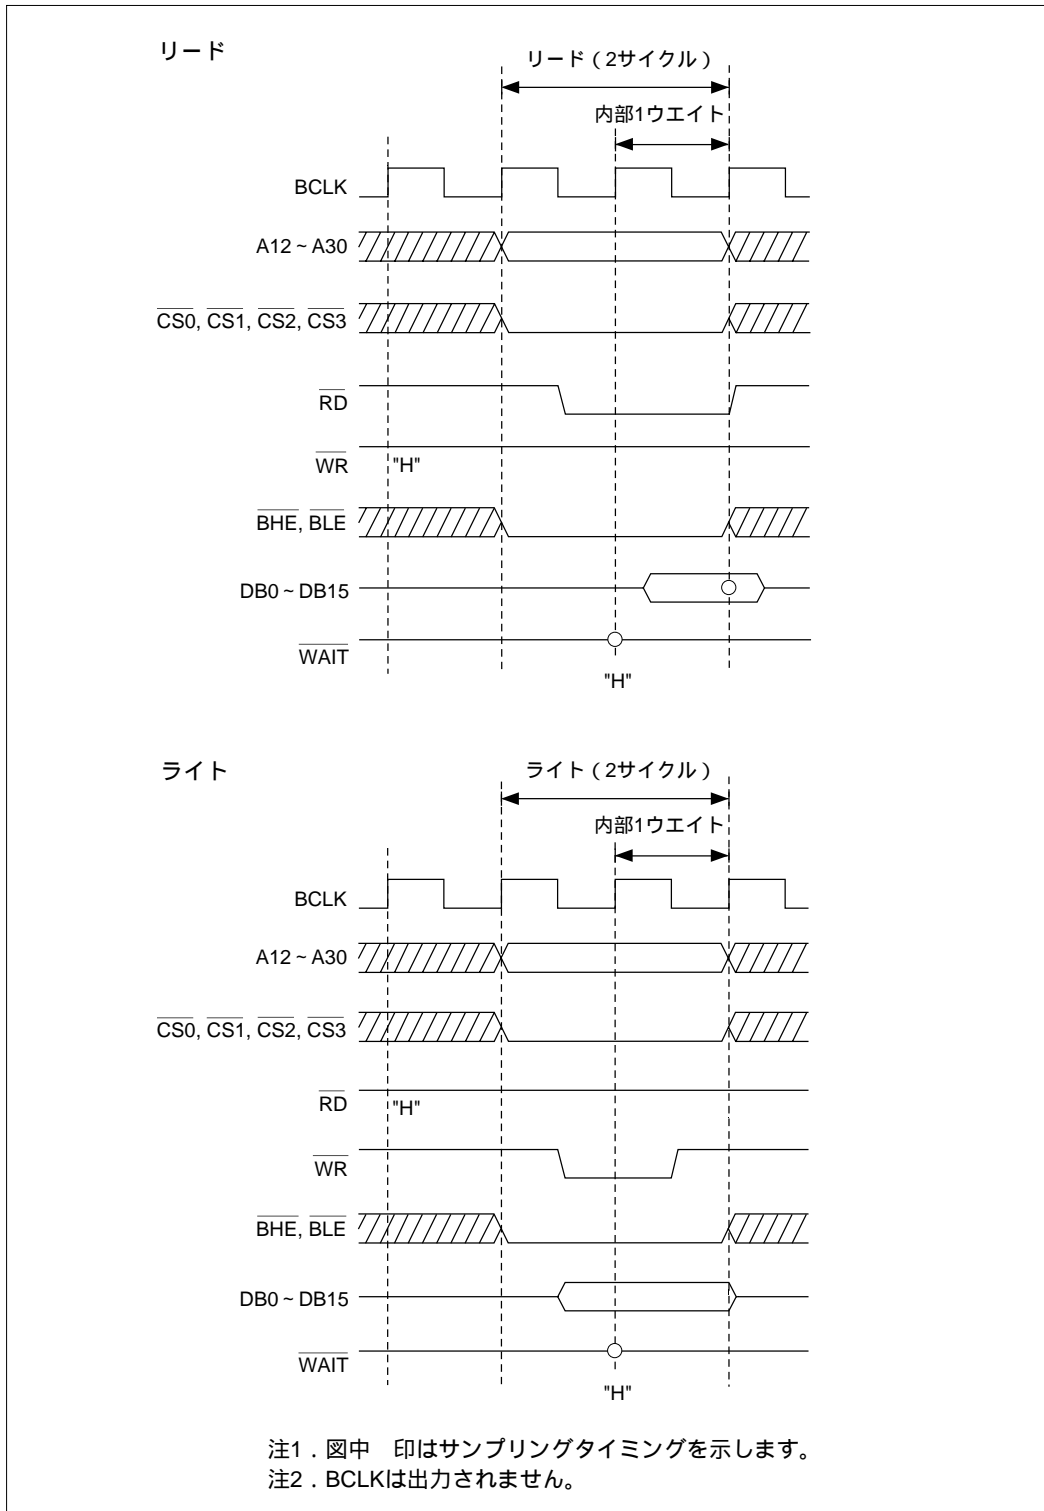 リード
リード(2サイクル)
内部1ウエイト
BCLK
A12~A30
CS0, CS1, CS2, CS3
RD
WR
"H"
BHE, BLE
DB0~DB15
WAIT
"H"
ライト
ライト(2サイクル)
内部1ウエイト
BCLK
A12~A30
CS0, CS1, CS2, CS3
RD
"H"
WR
BHE, BLE
DB0~DB15
WAIT
"H"
注1.図中 印はサンプリングタイミングを示します。
注2.BCLKは出力されません。